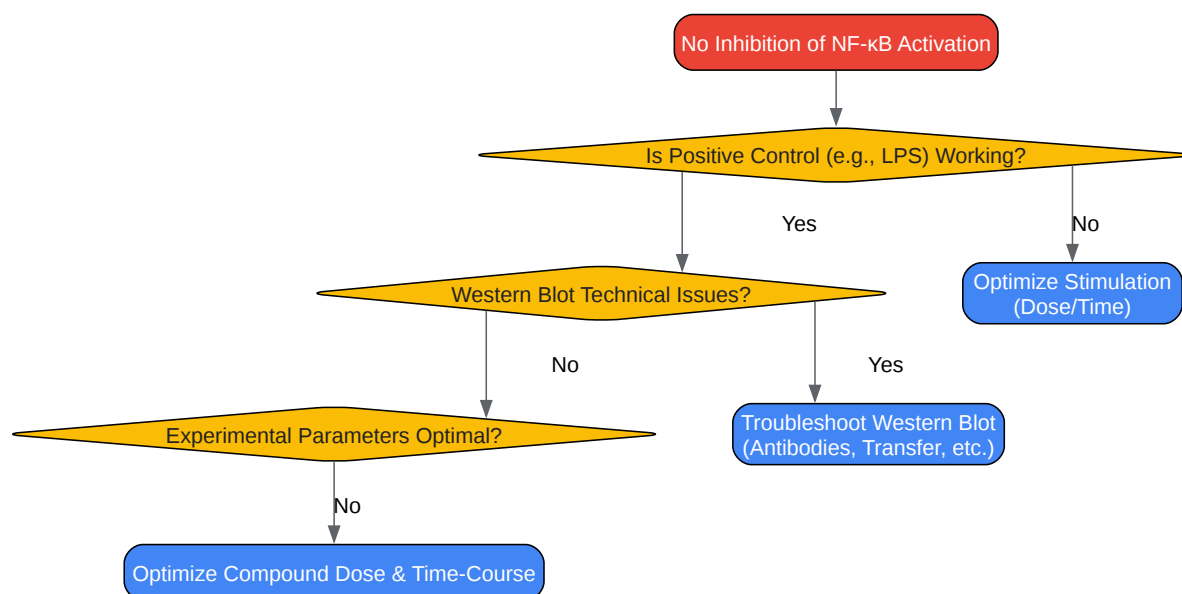 No Inhibition of NF-κB Activation
Is Positive Control (e.g., LPS) Working?
Yes
No
Optimize Stimulation
(Dose/Time)
Western Blot Technical Issues?
No
Yes
Troubleshoot Western Blot
(Antibodies, Transfer, etc.)
Experimental Parameters Optimal?
No
Optimize Compound Dose & Time-Course